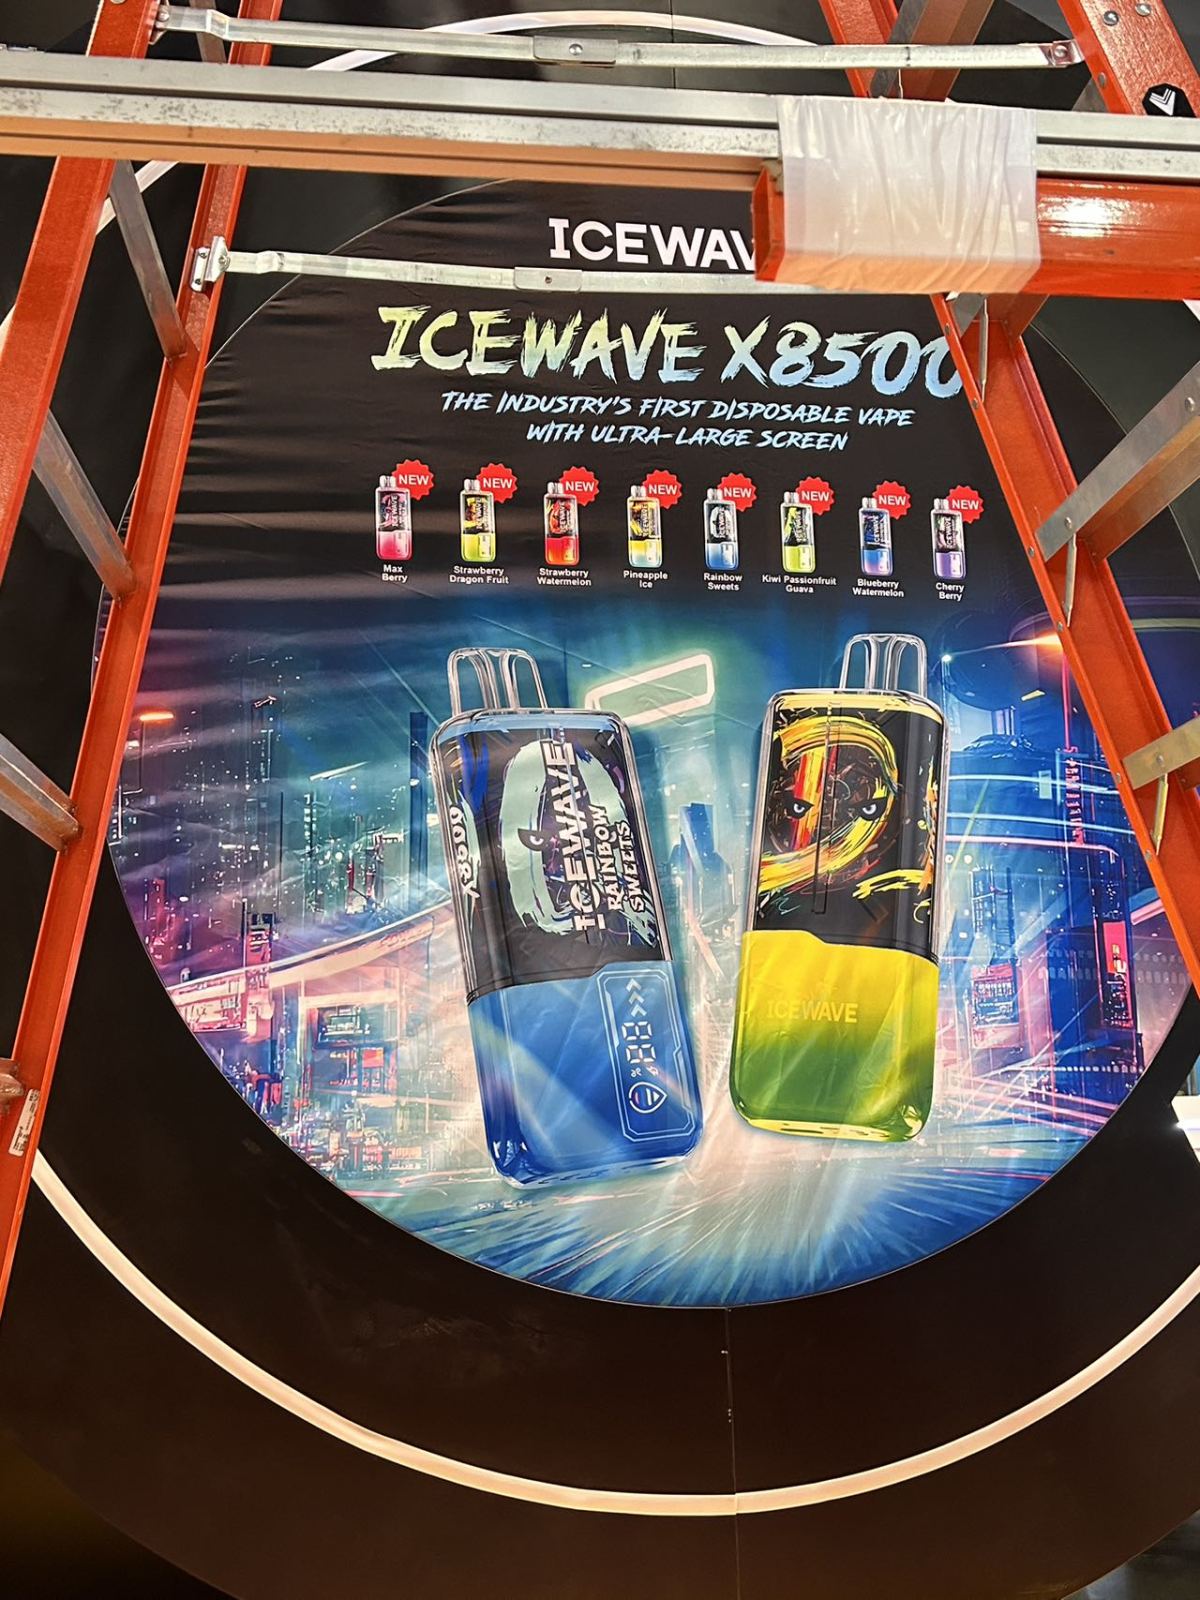 ICEWAV
ICEWAVE X8500
THE INDUSTRY'S FIRST DISPOSABLE VAPE
WITH ULTRA-LARGE SCREEN
NEW NEW NEW NEW NEW NEW NEW NEW
Max
Berry
Strawberry
Dragon Fruit
Strawberry
Watermelon
Pineapple
Ice
Rainbow
Sweets
Kiwi Passionfruit
Guava
Blueberry
Watermelon
Cherry
Berry
X8500
ICEWAVE
RAINBOW
SWEETS
ICEWAVE